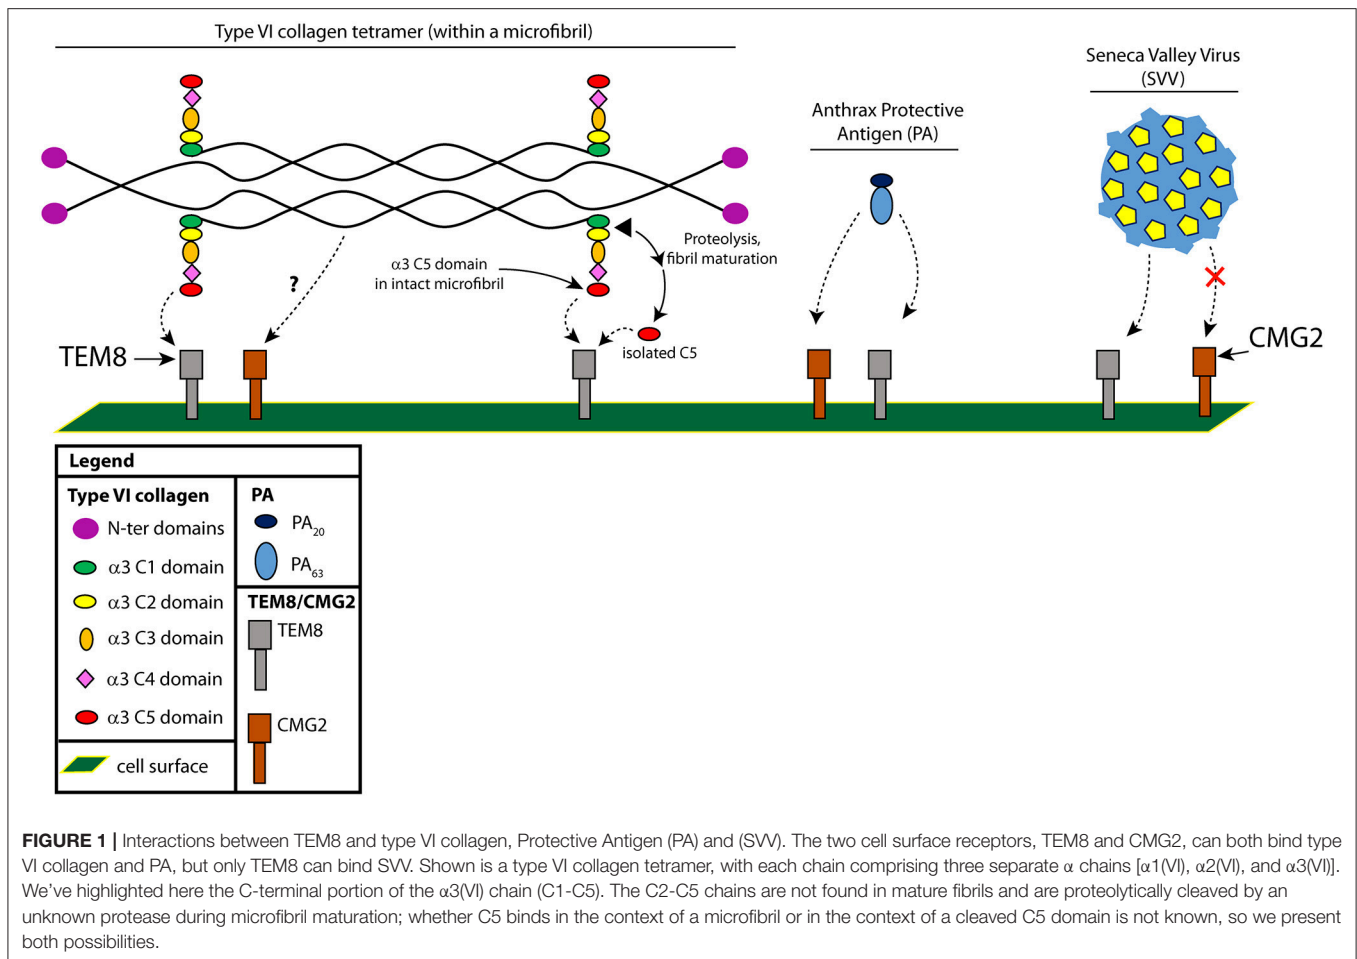 Type VI collagen tetramer (within a microfibril)
Seneca Valley Virus
(SVV)
Anthrax Protective
Antigen (PA)
Proteolysis,
fibril maturation
α3 C5 domain
in intact microfibril
?
isolated C5
TEM8
CMG2
Legend
Type VI collagen
N-ter domains
α3 C1 domain
α3 C2 domain
α3 C3 domain
α3 C4 domain
α3 C5 domain
cell surface
PA
PA20
PA63
TEM8/CMG2
TEM8
CMG2
FIGURE 1 | Interactions between TEM8 and type VI collagen, Protective Antigen (PA) and (SVV). The two cell surface receptors, TEM8 and CMG2, can both bind type
VI collagen and PA, but only TEM8 can bind SVV. Shown is a type VI collagen tetramer, with each chain comprising three separate α chains [α1(VI), α2(VI), and α3(VI)].
We've highlighted here the C-terminal portion of the α3(VI) chain (C1-C5). The C2-C5 chains are not found in mature fibrils and are proteolytically cleaved by an
unknown protease during microfibril maturation; whether C5 binds in the context of a microfibril or in the context of a cleaved C5 domain is not known, so we present
both possibilities.